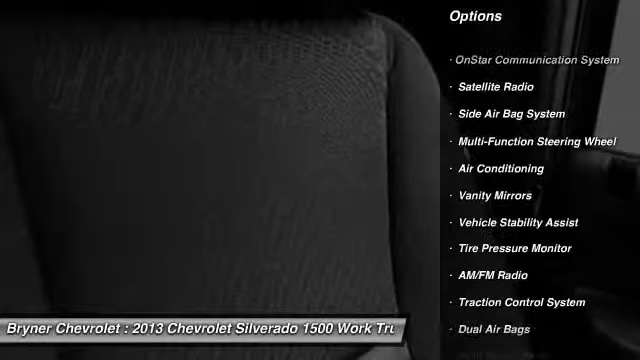 Options
· OnStar Communication System
· Satellite Radio
· Side Air Bag System
· Multi-Function Steering Wheel
· Air Conditioning
· Vanity Mirrors
· Vehicle Stability Assist
· Tire Pressure Monitor
· AM/FM Radio
· Traction Control System
· Dual Air Bags
Bryner Chevrolet : 2013 Chevrolet Silverado 1500 Work Tru